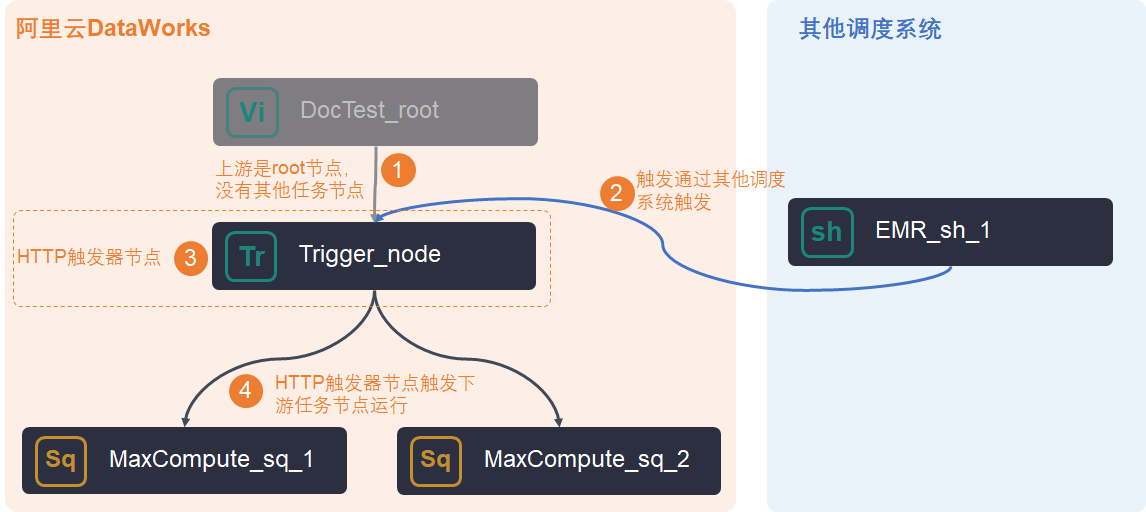 阿里云DataWorks
其他调度系统
Vi
DocTest_root
上游是root节点，
没有其他任务节点
1
2
触发通过其他调度
系统触发
sh
EMR_sh_1
HTTP触发器节点
3
Tr
Trigger_node
4
HTTP触发器节点触发下
游任务节点运行
Sq
MaxCompute_sq_1
Sq
MaxCompute_sq_2